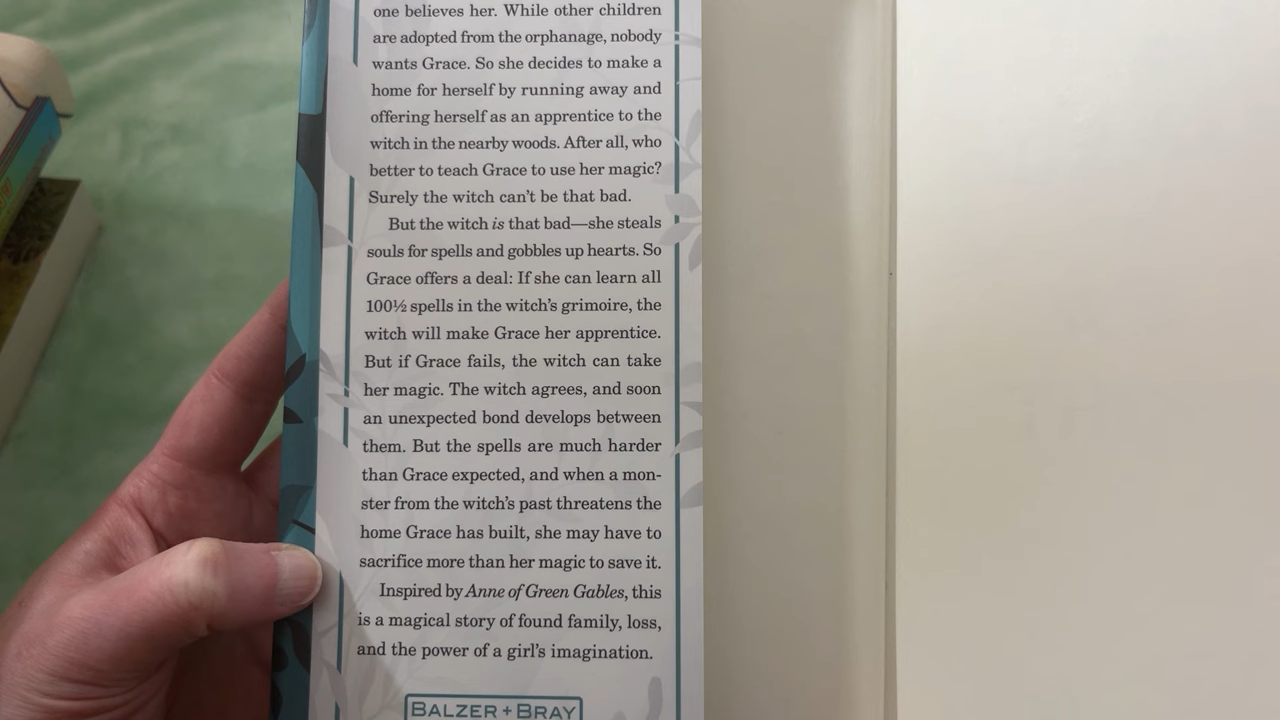 one believes her. While other children
are adopted from the orphanage, nobody
wants Grace. So she decides to make a
home for herself by running away and
offering herself as an apprentice to the
witch in the nearby woods. After all, who
better to teach Grace to use her magic?
Surely the witch can’t be that bad.
But the witch is that bad—she steals
souls for spells and gobbles up hearts. So
Grace offers a deal: If she can learn all
100½ spells in the witch’s grimoire, the
witch will make Grace her apprentice.
But if Grace fails, the witch can take
her magic. The witch agrees, and soon
an unexpected bond develops between
them. But the spells are much harder
than Grace expected, and when a mon-
ster from the witch’s past threatens the
home Grace has built, she may have to
sacrifice more than her magic to save it.
Inspired by Anne of Green Gables, this
is a magical story of found family, loss,
and the power of a girl’s imagination.
BALZER + BRAY